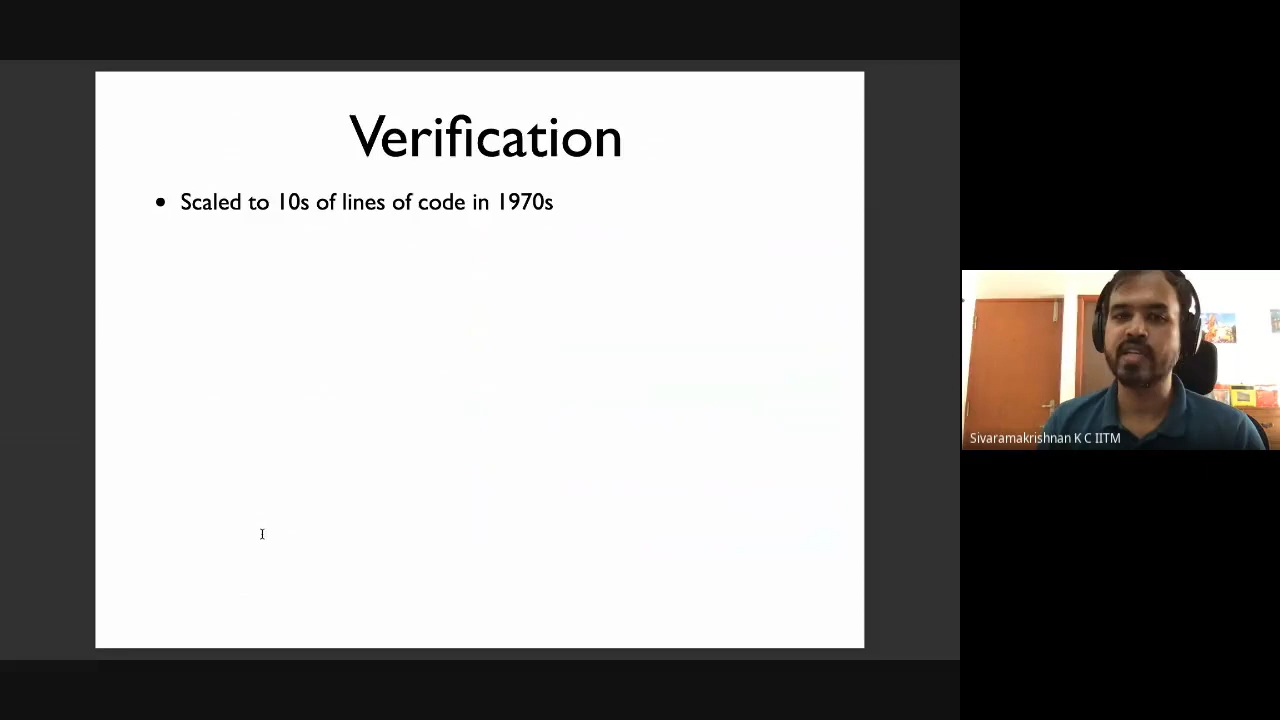 Verification
• Scaled to 10s of lines of code in 1970s
Sivaramakrishnan K C IITM